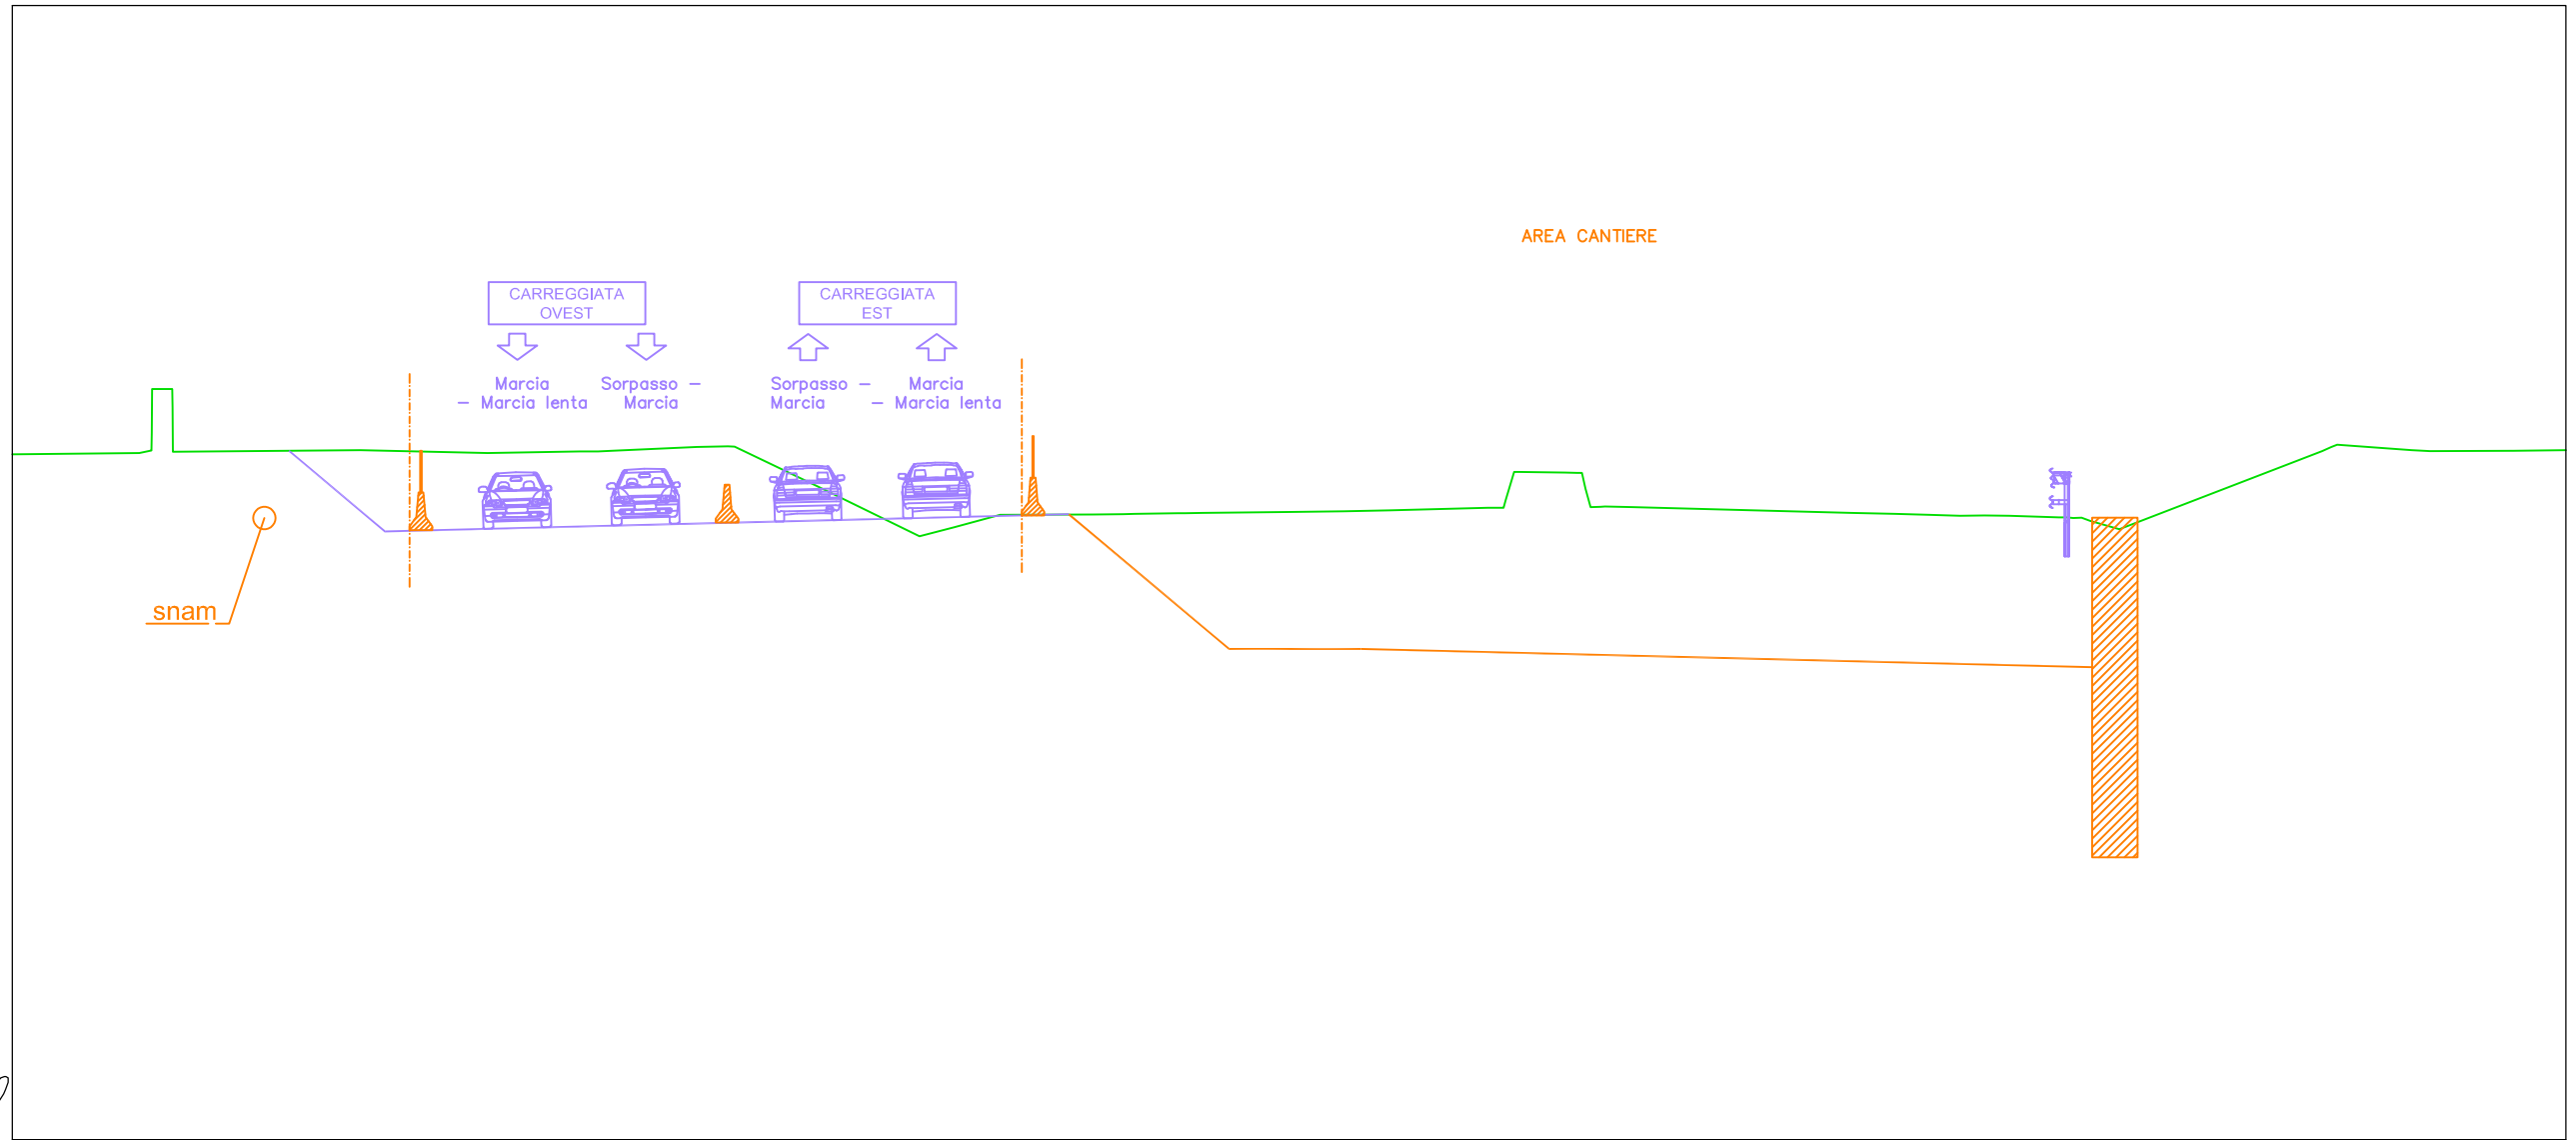 AREA CANTIERE
CARREGGIATA
OVEST
CARREGGIATA
EST
Marcia
- Marcia lenta
Sorpasso -
Marcia
Sorpasso -
Marcia
Marcia
- Marcia lenta
snam